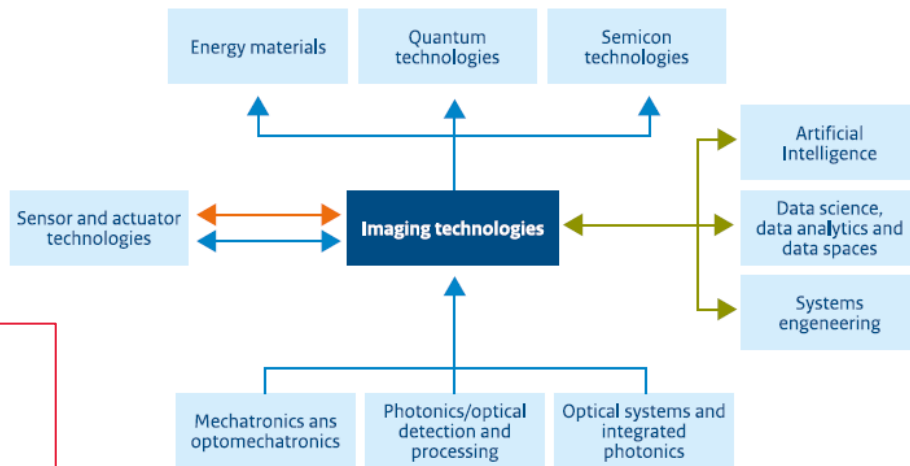 Energy materials
Quantum
technologies
Semicon
technologies
Artificial
Intelligence
Sensor and actuator
technologies
Imaging technologies
Data science,
data analytics and
data spaces
Systems
engeneering
Mechatronics ans
optomechatronics
Photonics/optical
detection and
processing
Optical systems and
integrated
photonics